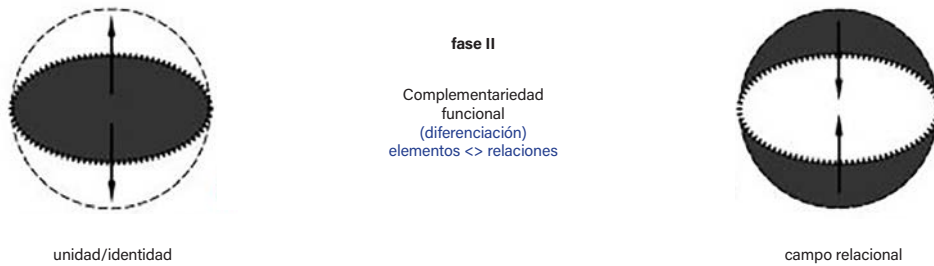 fase II
Complementariedad
funcional
(diferenciación)
elementos <> relaciones
unidad/identidad
campo relacional